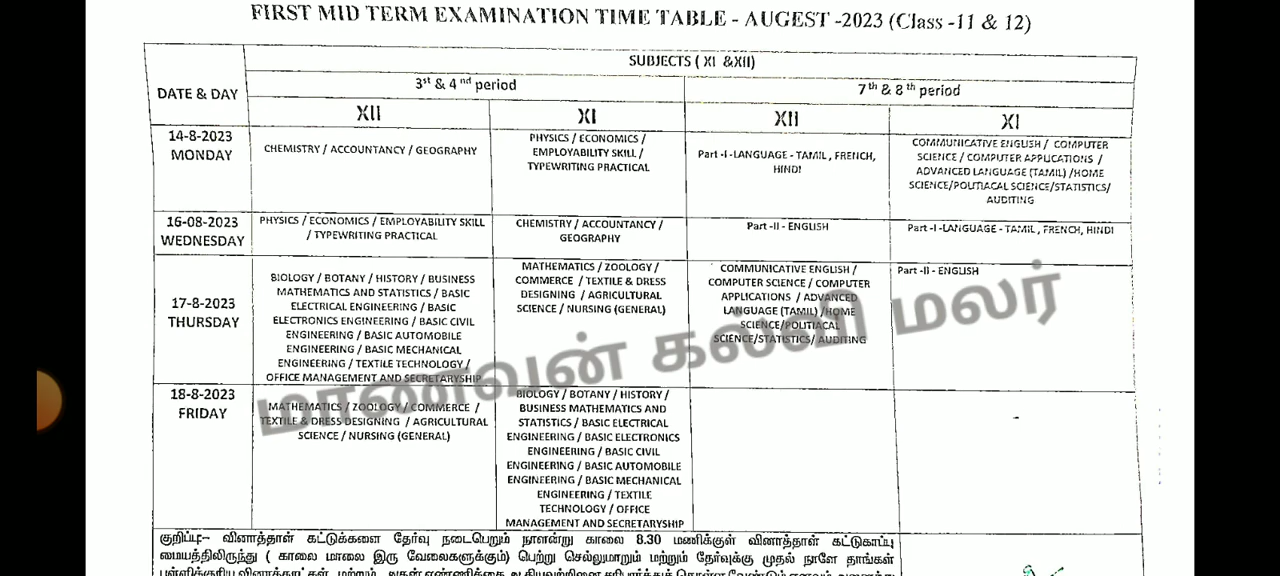 FIRST MID TERM EXAMINATION TIME TABLE - AUGEST -2023 (Class -11 & 12)
DATE & DAY
SUBJECTS ( XI &XII)
3st & 4 nd period
7th & 8th period
XII
XI
XII
XI
14-8-2023
MONDAY
CHEMISTRY / ACCOUNTANCY / GEOGRAPHY
PHYSICS / ECONOMICS /
EMPLOYABILITY SKILL /
TYPEWRITING PRACTICAL
Part -I -LANGUAGE - TAMIL , FRENCH,
HINDI
COMMUNICATIVE ENGLISH / COMPUTER
SCIENCE / COMPUTER APPLICATIONS /
ADVANCED LANGUAGE (TAMIL) /HOME
SCIENCE/POLITIACAL SCIENCE/STATISTICS/
AUDITING
16-08-2023
WEDNESDAY
PHYSICS / ECONOMICS / EMPLOYABILITY SKILL
/ TYPEWRITING PRACTICAL
CHEMISTRY / ACCOUNTANCY /
GEOGRAPHY
Part -II - ENGLISH
Part -I -LANGUAGE - TAMIL , FRENCH, HINDI
17-8-2023
THURSDAY
BIOLOGY / BOTANY / HISTORY / BUSINESS
MATHEMATICS AND STATISTICS / BASIC
ELECTRICAL ENGINEERING / BASIC
ELECTRONICS ENGINEERING / BASIC CIVIL
ENGINEERING / BASIC AUTOMOBILE
ENGINEERING / BASIC MECHANICAL
ENGINEERING / TEXTILE TECHNOLOGY /
OFFICE MANAGEMENT AND SECRETARYSHIP
MATHEMATICS / ZOOLOGY /
COMMERCE / TEXTILE & DRESS
DESIGNING / AGRICULTURAL
SCIENCE / NURSING (GENERAL)
COMMUNICATIVE ENGLISH /
COMPUTER SCIENCE / COMPUTER
APPLICATIONS / ADVANCED
LANGUAGE (TAMIL) /HOME
SCIENCE/POLITIACAL
SCIENCE/STATISTICS/ AUDITING
Part -II - ENGLISH
மாணவன் கல்வி மலர்
18-8-2023
FRIDAY
MATHEMATICS / ZOOLOGY / COMMERCE /
TEXTILE & DRESS DESIGNING / AGRICULTURAL
SCIENCE / NURSING (GENERAL)
BIOLOGY / BOTANY / HISTORY /
BUSINESS MATHEMATICS AND
STATISTICS / BASIC ELECTRICAL
ENGINEERING / BASIC ELECTRONICS
ENGINEERING / BASIC CIVIL
ENGINEERING / BASIC AUTOMOBILE
ENGINEERING / BASIC MECHANICAL
ENGINEERING / TEXTILE
TECHNOLOGY / OFFICE
MANAGEMENT AND SECRETARYSHIP
குறிப்பு:- வினாத்தாள் கட்டுக்களை தேர்வு நடைபெறும் நாளன்று காலை 8.30 மணிக்குள் வினாத்தாள் கட்டுகாப்பு
மையத்திலிருந்து ( காலை மாலை இரு வேலைகளுக்கும்) பெற்று செல்லுமாறும் மற்றும் தேர்வுக்கு முதல் நாளே தாங்கள்